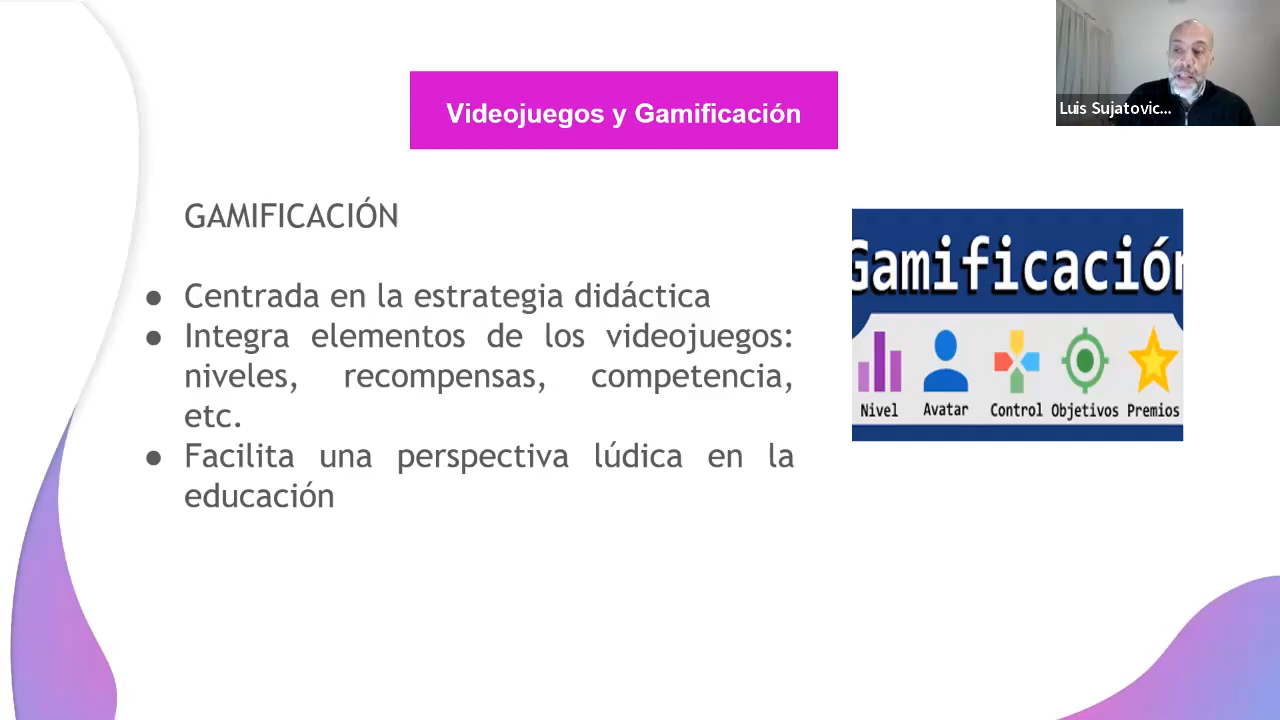 Videojuegos y Gamificación
Luis Sujatovic...
GAMIFICACIÓN
● Centrada en la estrategia didáctica
● Integra elementos de los videojuegos:
niveles, recompensas, competencia,
etc.
● Facilita una perspectiva lúdica en la
educación
Gamificación
Nivel Avatar Control Objetivos Premios